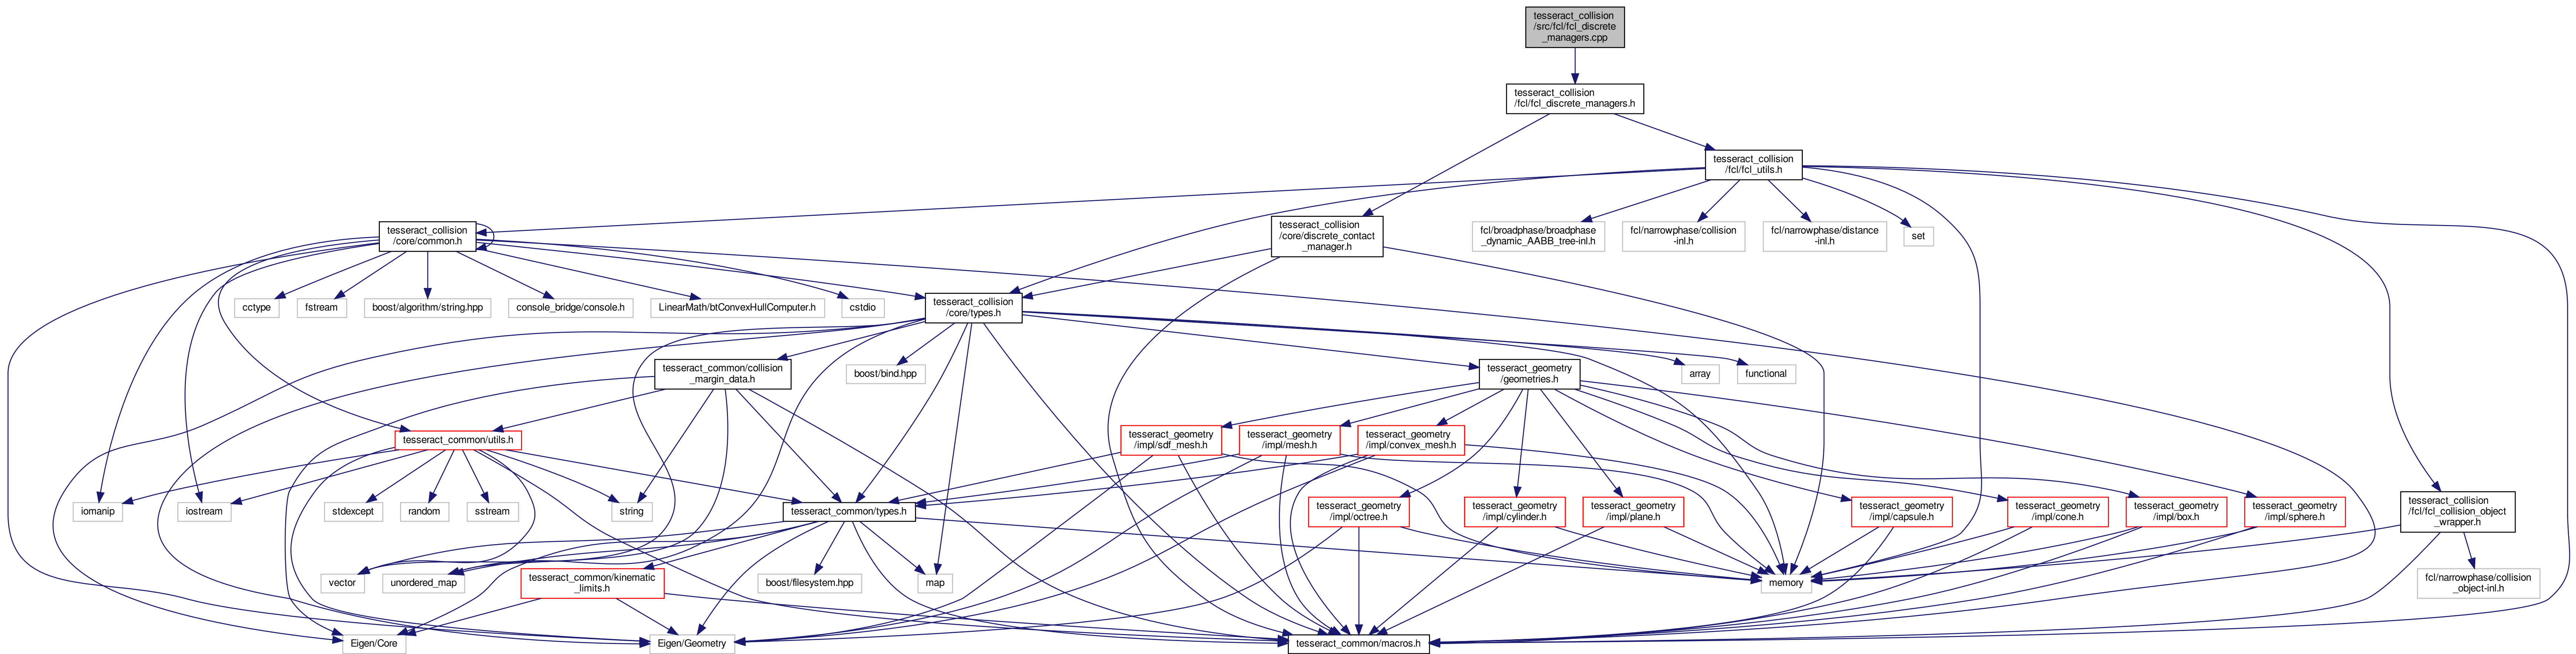 tesseract_collision
/src/fcl/fcl_discrete
_managers.cpp
tesseract_collision
/fcl/fcl_discrete_managers.h
tesseract_collision
/fcl/fcl_utils.h
tesseract_collision
/core/common.h
tesseract_collision
/core/discrete_contact
_manager.h
fcl/broadphase/broadphase
_dynamic_AABB_tree-inl.h
fcl/narrowphase/collision
-inl.h
fcl/narrowphase/distance
-inl.h
set
cctype
fstream
boost/algorithm/string.hpp
console_bridge/console.h
LinearMath/btConvexHullComputer.h
cstdio
tesseract_collision
/core/types.h
tesseract_common/collision
_margin_data.h
boost/bind.hpp
tesseract_geometry
/geometries.h
array
functional
tesseract_common/utils.h
tesseract_geometry
/impl/sdf_mesh.h
tesseract_geometry
/impl/mesh.h
tesseract_geometry
/impl/convex_mesh.h
iomanip
iostream
stdexcept
random
sstream
string
tesseract_common/types.h
tesseract_geometry
/impl/octree.h
tesseract_geometry
/impl/cylinder.h
tesseract_geometry
/impl/plane.h
tesseract_geometry
/impl/capsule.h
tesseract_geometry
/impl/cone.h
tesseract_geometry
/impl/box.h
tesseract_geometry
/impl/sphere.h
tesseract_collision
/fcl/fcl_collision_object
_wrapper.h
vector
unordered_map
tesseract_common/kinematic
_limits.h
boost/filesystem.hpp
map
memory
fcl/narrowphase/collision
_object-inl.h
Eigen/Core
Eigen/Geometry
tesseract_common/macros.h